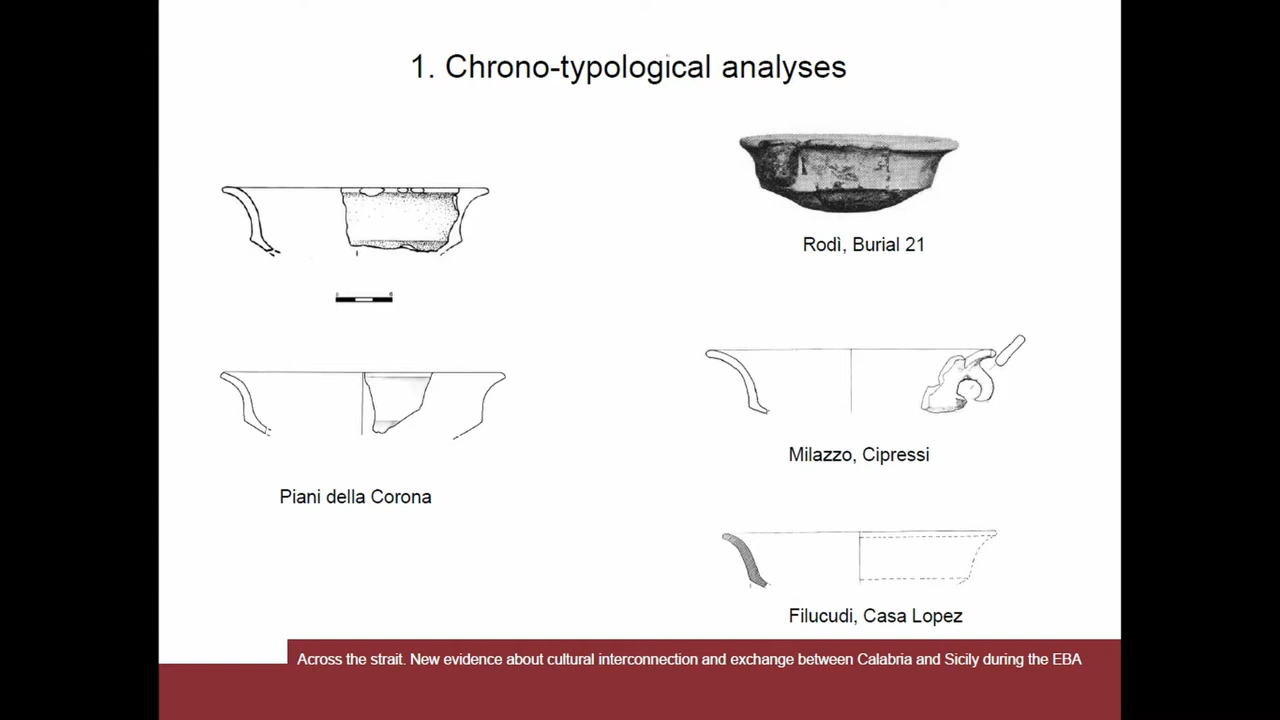 1. Chrono-typological analyses
Rodì, Burial 21
Milazzo, Cipressi
Piani della Corona
Filucudi, Casa Lopez
Across the strait. New evidence about cultural interconnection and exchange between Calabria and Sicily during the EBA